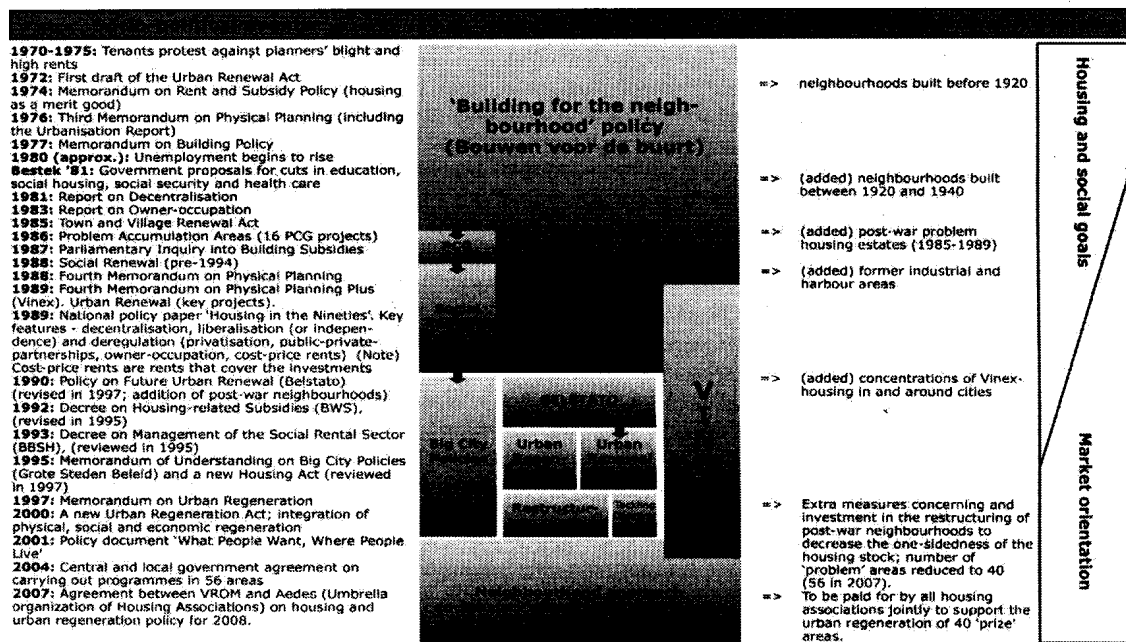 1970-1975: Tenants protest against planners' blight and
high rents
1972: First draft of the Urban Renewal Act
1974: Memorandum on Rent and Subsidy Policy (housing
as a merit good)
1976: Third Memorandum on Physical Planning (including
the Urbanisation Report)
1977: Memorandum on Building Policy
1980 (approx.): Unemployment begins to rise
Bestek '81: Government proposals for cuts in education,
social housing, social security and health care
1981: Report on Decentralisation
1983: Report on Owner-occupation
1985: Town and Village Renewal Act
1986: Problem Accumulation Areas (16 PCG projects)
1987: Parliamentary Inquiry into Building Subsidies
1988: Social Renewal (pre-1994)
1988: Fourth Memorandum on Physical Planning
1989: Fourth Memorandum on Physical Planning Plus
(Vinex). Urban Renewal (key projects).
1989: National policy paper 'Housing in the Nineties'. Key
features - decentralisation, liberalisation (or indepen-
dence) and deregulation (privatisation, public-private-
partnerships, owner-occupation, cost-price rents) (Note)
Cost-price rents are rents that cover the investments
1990: Policy on Future Urban Renewal (Belstato)
(revised in 1997; addition of post-war neighbourhoods)
1992: Decree on Housing-related Subsidies (BWS),
(revised in 1995)
1993: Decree on Management of the Social Rental Sector
(BBSH), (reviewed in 1995)
1995: Memorandum of Understanding on Big City Policies
(Grote Steden Beleid) and a new Housing Act (reviewed
in 1997)
1997: Memorandum on Urban Regeneration
2000: A new Urban Regeneration Act; integration of
physical, social and economic regeneration
2001: Policy document 'What People Want, Where People
Live'
2004: Central and local government agreement on
carrying out programmes in 56 areas
2007: Agreement between VROM and Aedes (Umbrella
organization of Housing Associations) on housing and
urban regeneration policy for 2008.
'Building for the neigh-
bourhood' policy
(Bouwen voor de buurt)
BELSTATO
Big City
Urban
Urban
Restructur
V
=> neighbourhoods built before 1920
=> (added) neighbourhoods built
between 1920 and 1940
=> (added) post-war problem
housing estates (1985-1989)
=> (added) former industrial and
harbour areas
=> (added) concentrations of Vinex-
housing in and around cities
=> Extra measures concerning and
investment in the restructuring of
post-war neighbourhoods to
decrease the one-sidedness of the
housing stock; number of
'problem' areas reduced to 40
(56 in 2007).
=> To be paid for by all housing
associations jointly to support the
urban regeneration of 40 'prize'
areas.
Housing and social goals
Market orientation